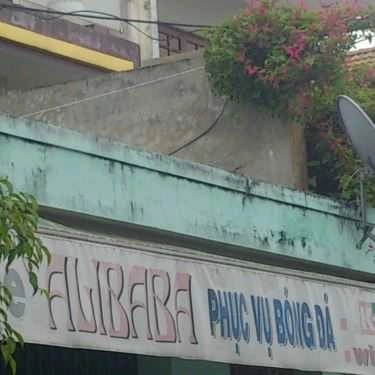 ALIBABA PHỤC VỤ BÓNG ĐÁ